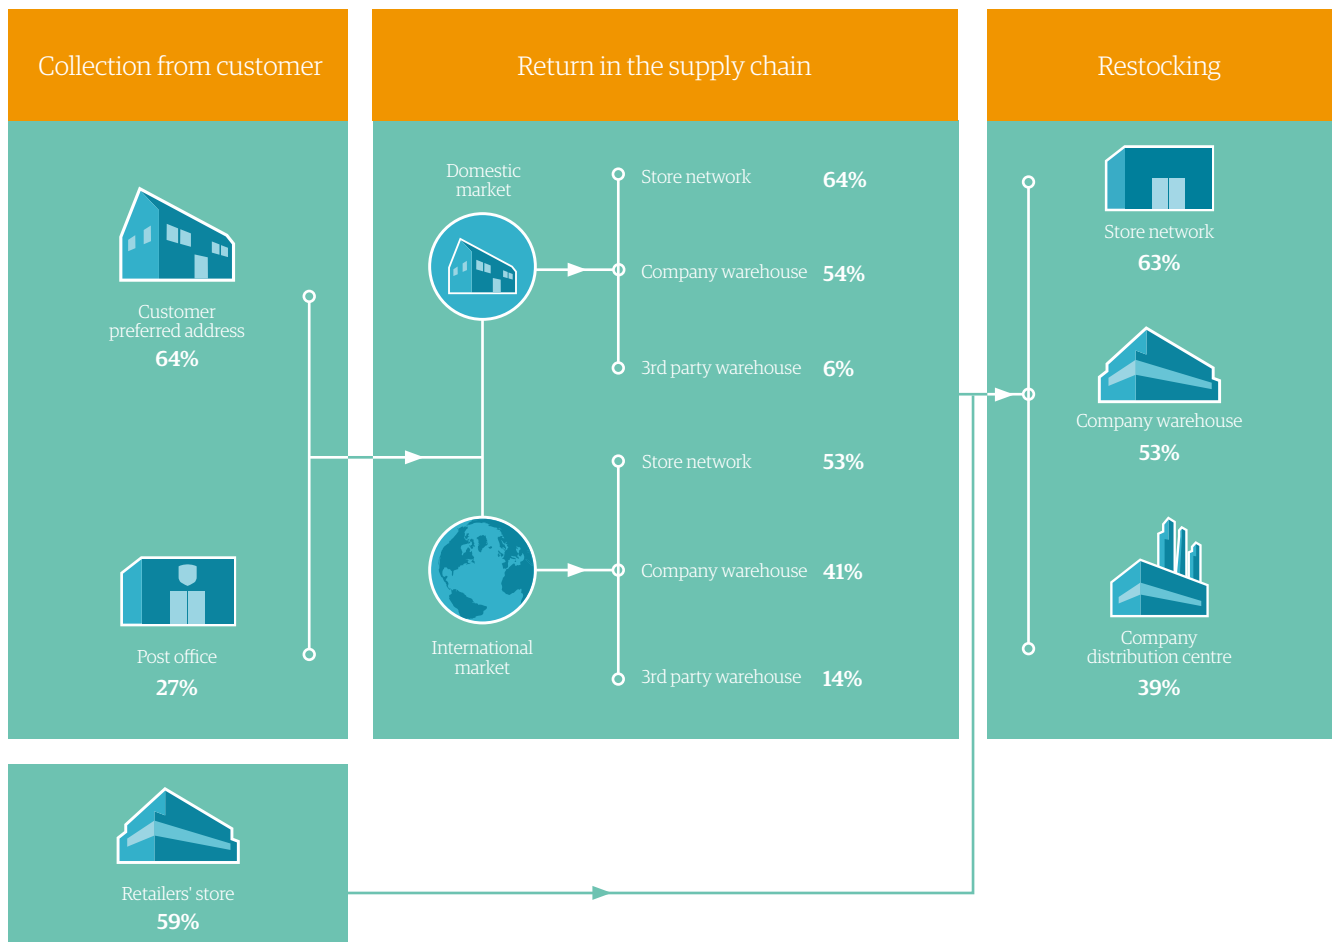 Collection from customer
Customer
preferred address
64%
Post office
27%
Retailers' store
59%
Return in the supply chain
Domestic
market
Store network 64%
Company warehouse 54%
3rd party warehouse 6%
International
market
Store network 53%
Company warehouse 41%
3rd party warehouse 14%
Restocking
Store network
63%
Company warehouse
53%
Company
distribution centre
39%